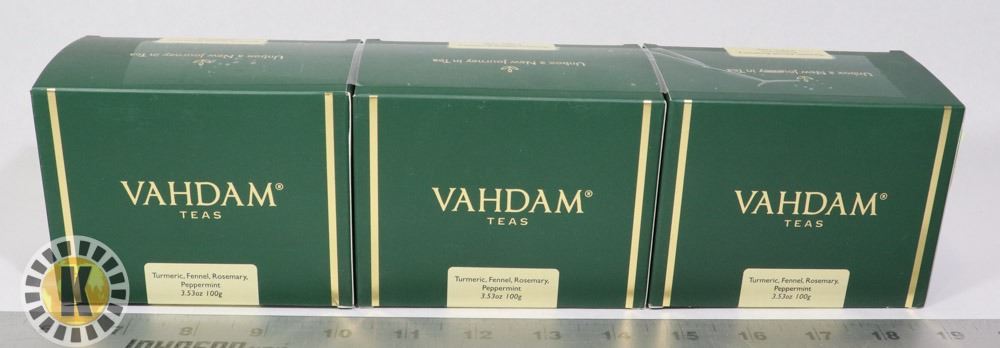 Unbox a New Journey in Tea
Unbox a New Journey in Tea
Unbox a New Journey in Tea
VAHDAM®
TEAS
Turmeric, Fennel, Rosemary,
Peppermint
3.53oz 100g
VAHDAM®
TEAS
Turmeric, Fennel, Rosemary,
Peppermint
3.53oz 100g
VAHDAM®
TEAS
Turmeric, Fennel, Rosemary,
Peppermint
3.53oz 100g
K
7 8 9 10 11 12 13 14 15 16 17 18 19